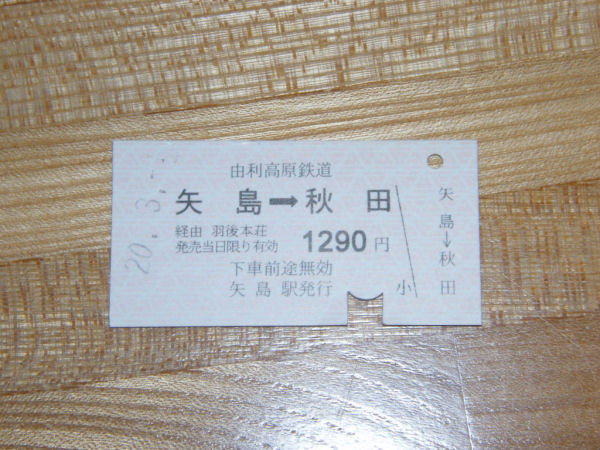 由利高原鉄道
矢島➡秋田
経由 羽後本荘
発売当日限り有効
1290円
下車前途無効
矢島駅発行
小
矢島↓秋田
20.3.